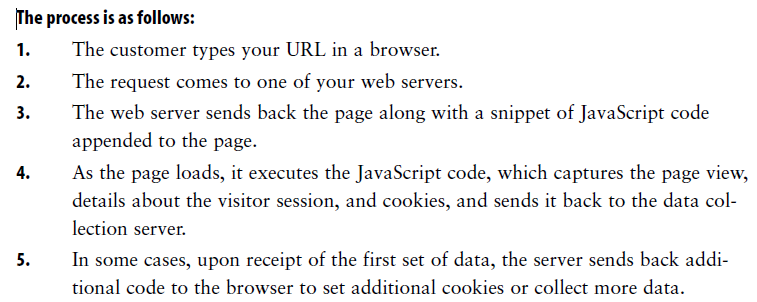 The process is as follows:
1. The customer types your URL in a browser.
2. The request comes to one of your web servers.
3. The web server sends back the page along with a snippet of JavaScript code
appended to the page.
4. As the page loads, it executes the JavaScript code, which captures the page view,
details about the visitor session, and cookies, and sends it back to the data col-
lection server.
5. In some cases, upon receipt of the first set of data, the server sends back addi-
tional code to the browser to set additional cookies or collect more data.